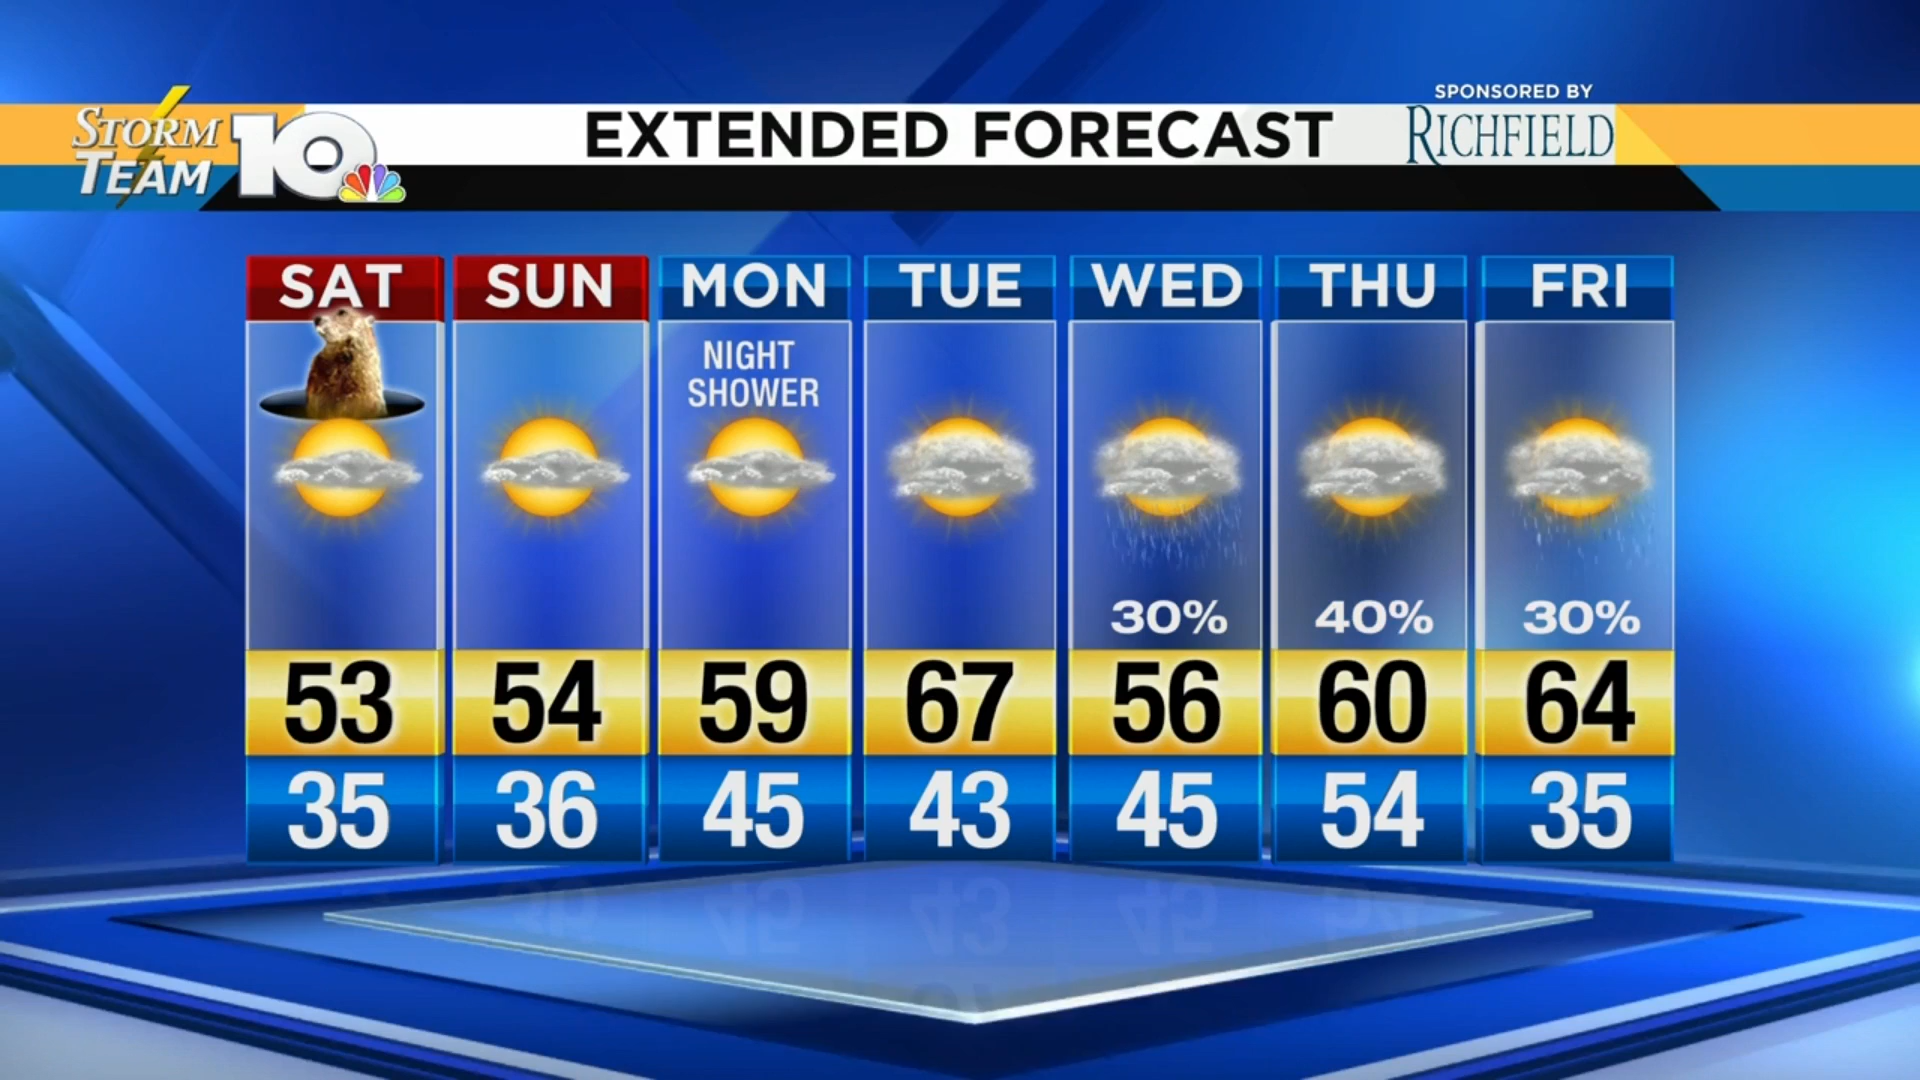 SPONSORED BY
STORM
TEAM
10
EXTENDED FORECAST
RICHFIELD
SAT SUN MON TUE WED THU FRI
NIGHT
SHOWER
30% 40% 30%
53 54 59 67 56 60 64
35 36 45 43 45 54 35